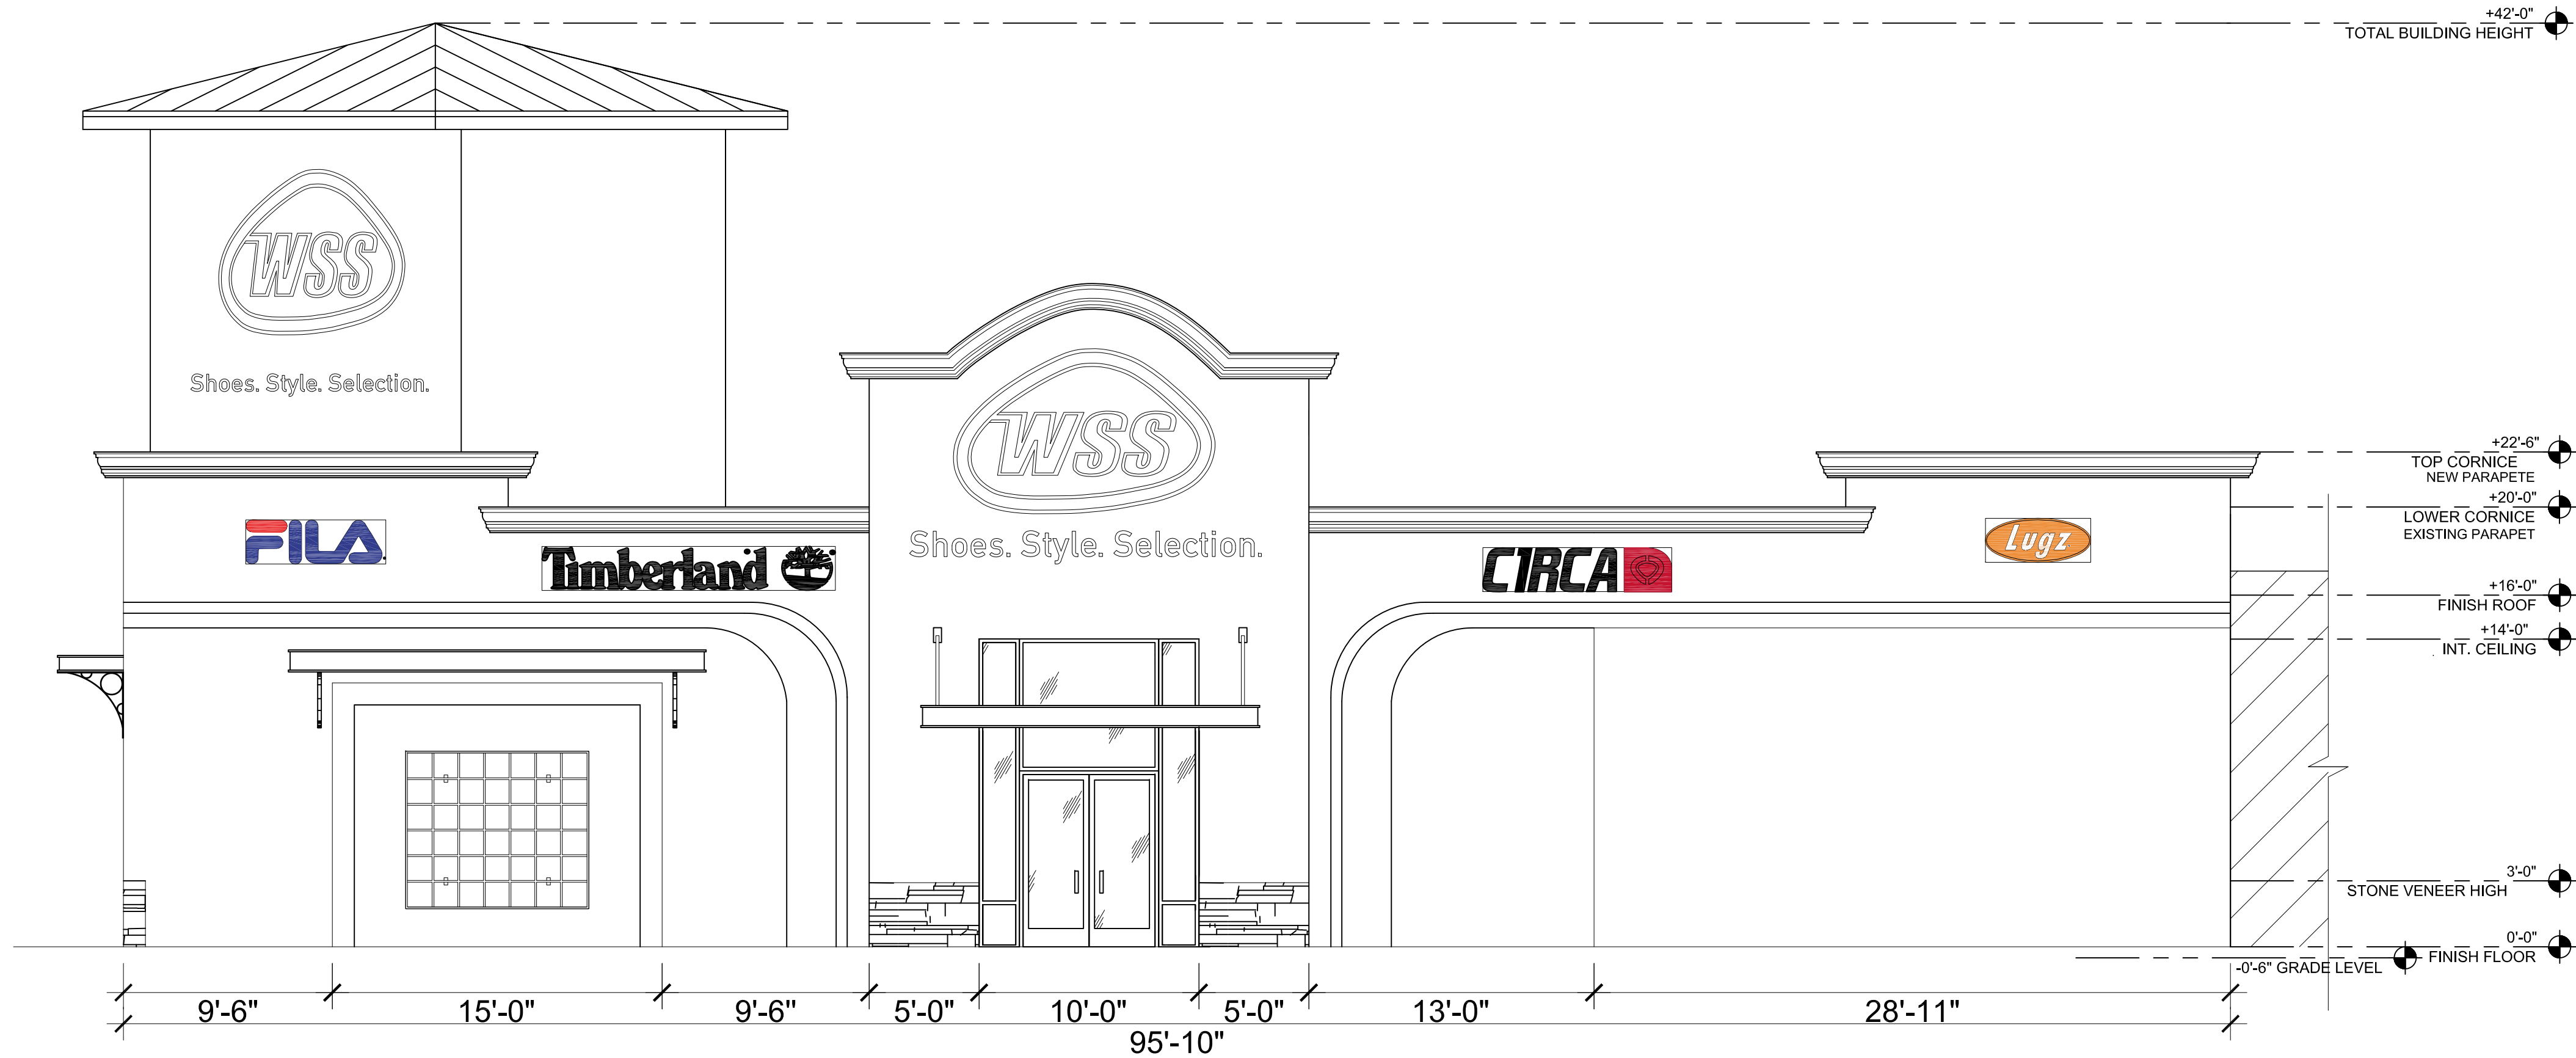 +42'-0"
TOTAL BUILDING HEIGHT
WSS
Shoes. Style. Selection.
WSS
Shoes. Style. Selection.
FILA
Timberland
C1RCA
Lugz
+22'-6"
TOP CORNICE
NEW PARAPETE
+20'-0"
LOWER CORNICE
EXISTING PARAPET
+16'-0"
FINISH ROOF
+14'-0"
INT. CEILING
3'-0"
STONE VENEER HIGH
0'-0"
FINISH FLOOR
-0'-6" GRADE LEVEL
9'-6"
15'-0"
9'-6"
5'-0"
10'-0"
5'-0"
13'-0"
28'-11"
95'-10"